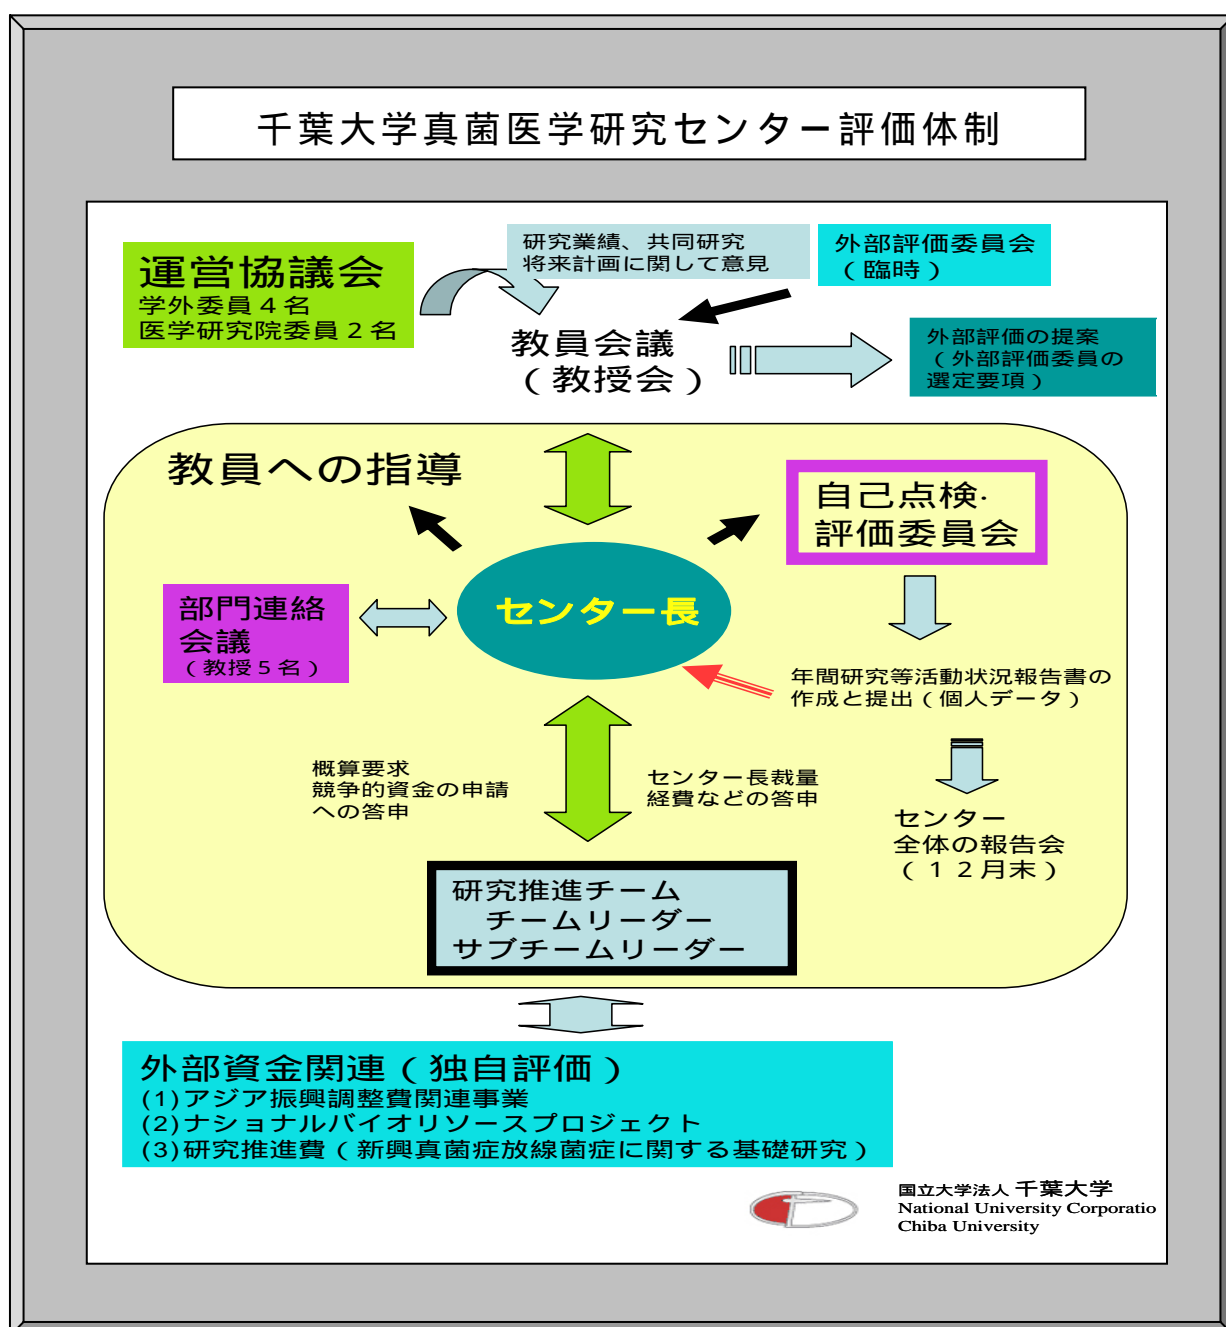 千葉大学真菌医学研究センター評価体制
運営協議会
学外委員４名
医学研究院委員２名
研究業績、共同研究
将来計画に関して意見
外部評価委員会
（臨時）
教員会議
（教授会）
外部評価の提案
（外部評価委員の
選定要項）
教員への指導
自己点検・
評価委員会
センター長
部門連絡
会議
（教授５名）
年間研究等活動状況報告書の
作成と提出（個人データ）
概算要求
競争的資金の申請
への答申
センター長裁量
経費などの答申
センター
全体の報告会
（１２月末）
研究推進チーム
チームリーダー
サブチームリーダー
外部資金関連（独自評価）
(1)アジア振興調整費関連事業
(2)ナショナルバイオリソースプロジェクト
(3)研究推進費（新興真菌症放線菌症に関する基礎研究）
国立大学法人 千葉大学
National University Corporatio
Chiba University